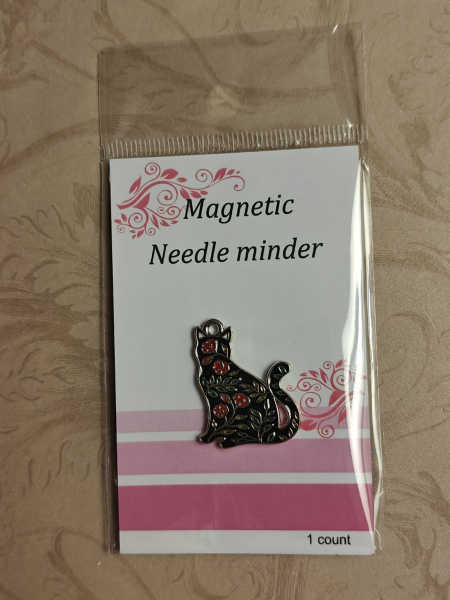 Magnetic
Needle minder
1 count